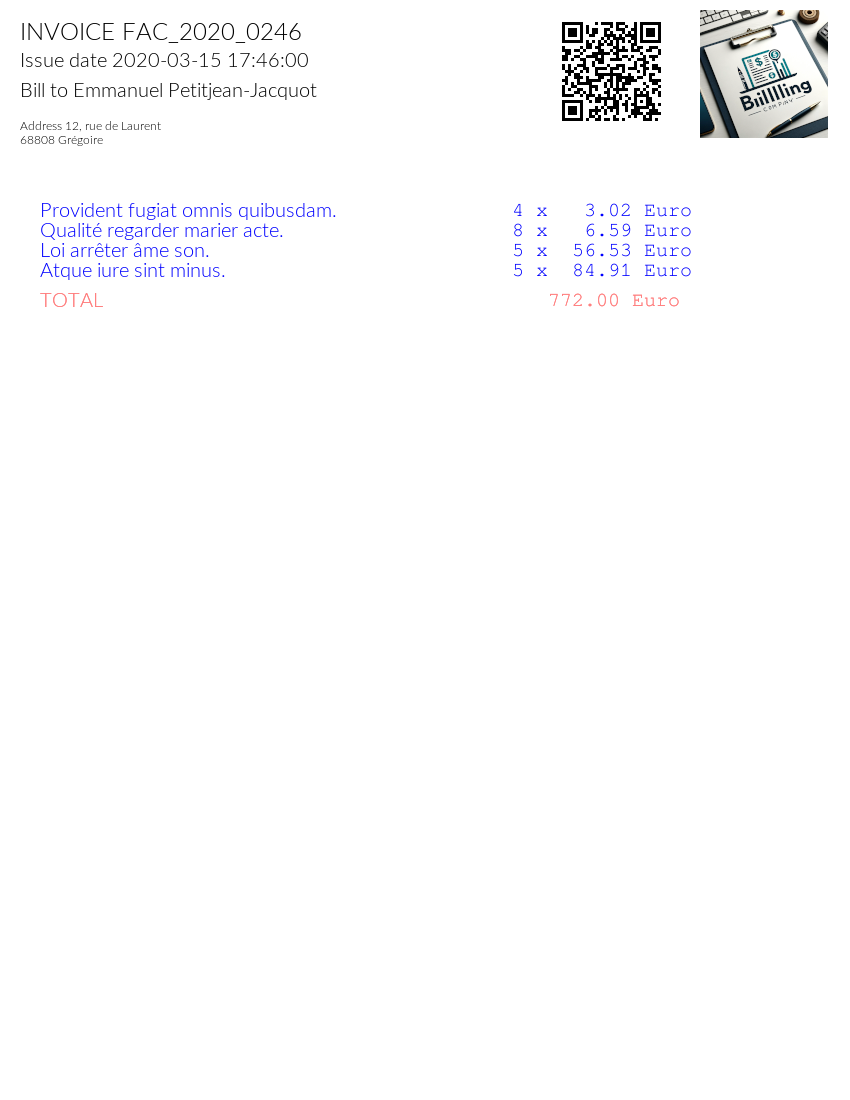 INVOICE FAC_2020_0246
Issue date 2020-03-15 17:46:00
Bill to Emmanuel Petitjean-Jacquot
Address 12, rue de Laurent
68808 Grégoire
Biillling
COMPANY
Provident fugiat omnis quibusdam. 4 x 3.02 Euro
Qualité regarder marier acte. 8 x 6.59 Euro
Loi arrêter âme son. 5 x 56.53 Euro
Atque iure sint minus. 5 x 84.91 Euro
TOTAL 772.00 Euro